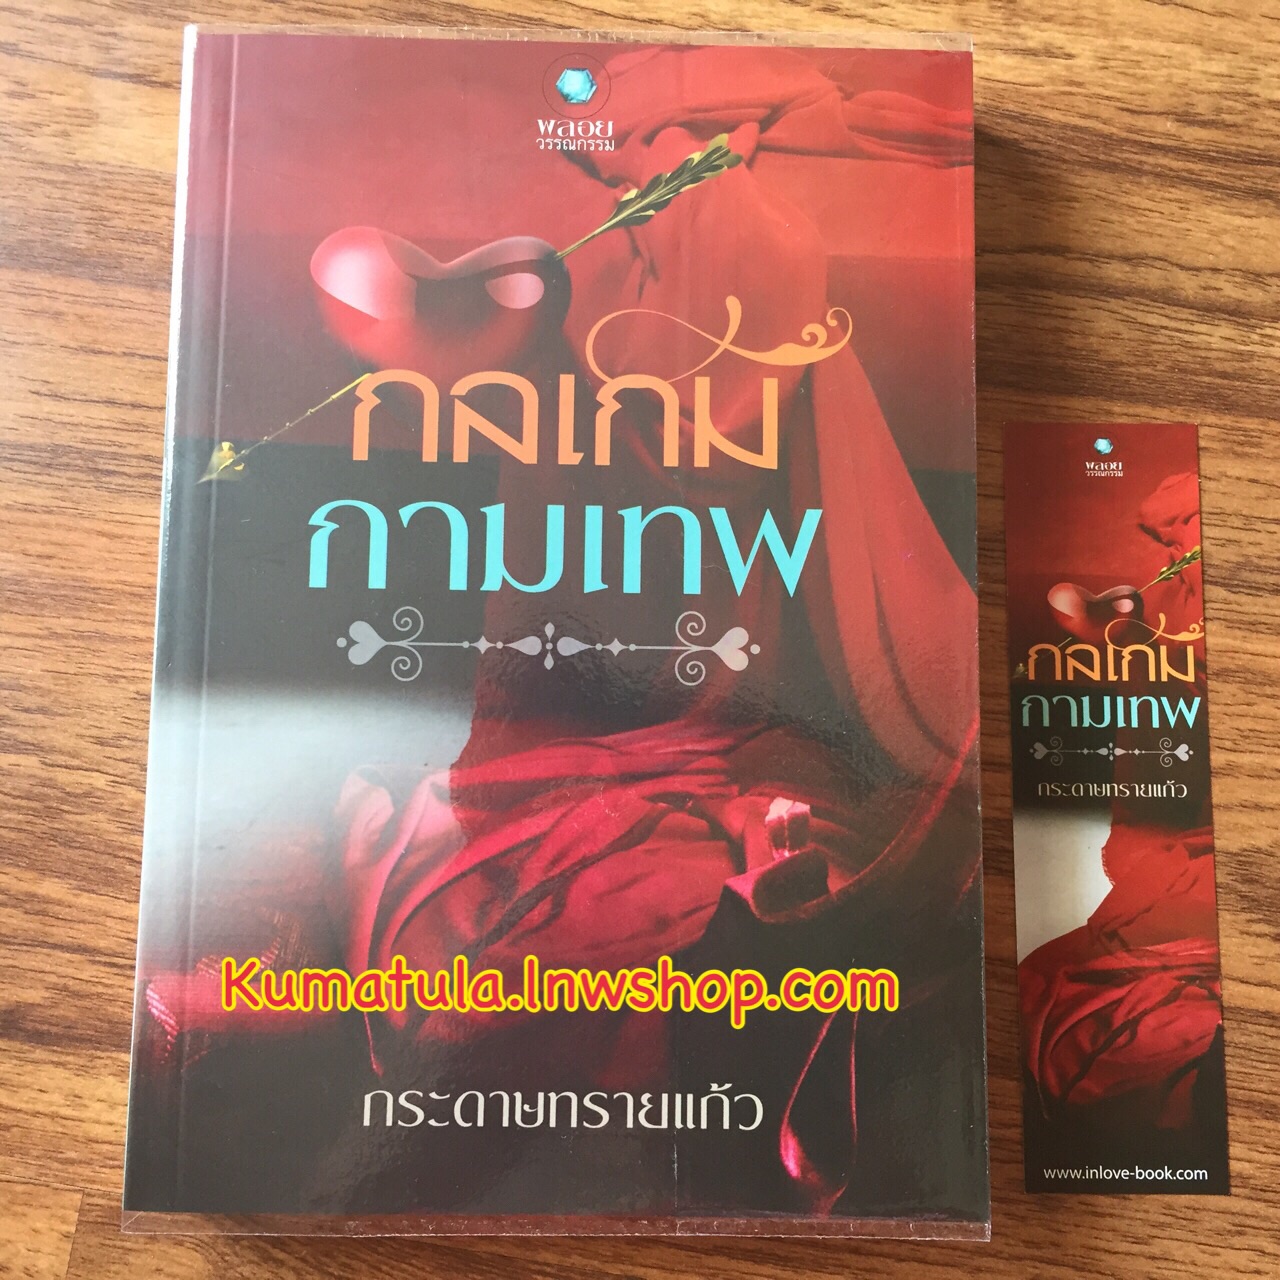 พลอย
วรรณกรรม
กลเกม
กามเทพ
Kumatula.lnwshop.com
กระดาษทรายแก้ว
พลอย
วรรณกรรม
กลเกม
กามเทพ
กระดาษทรายแก้ว
www.inlove-book.com